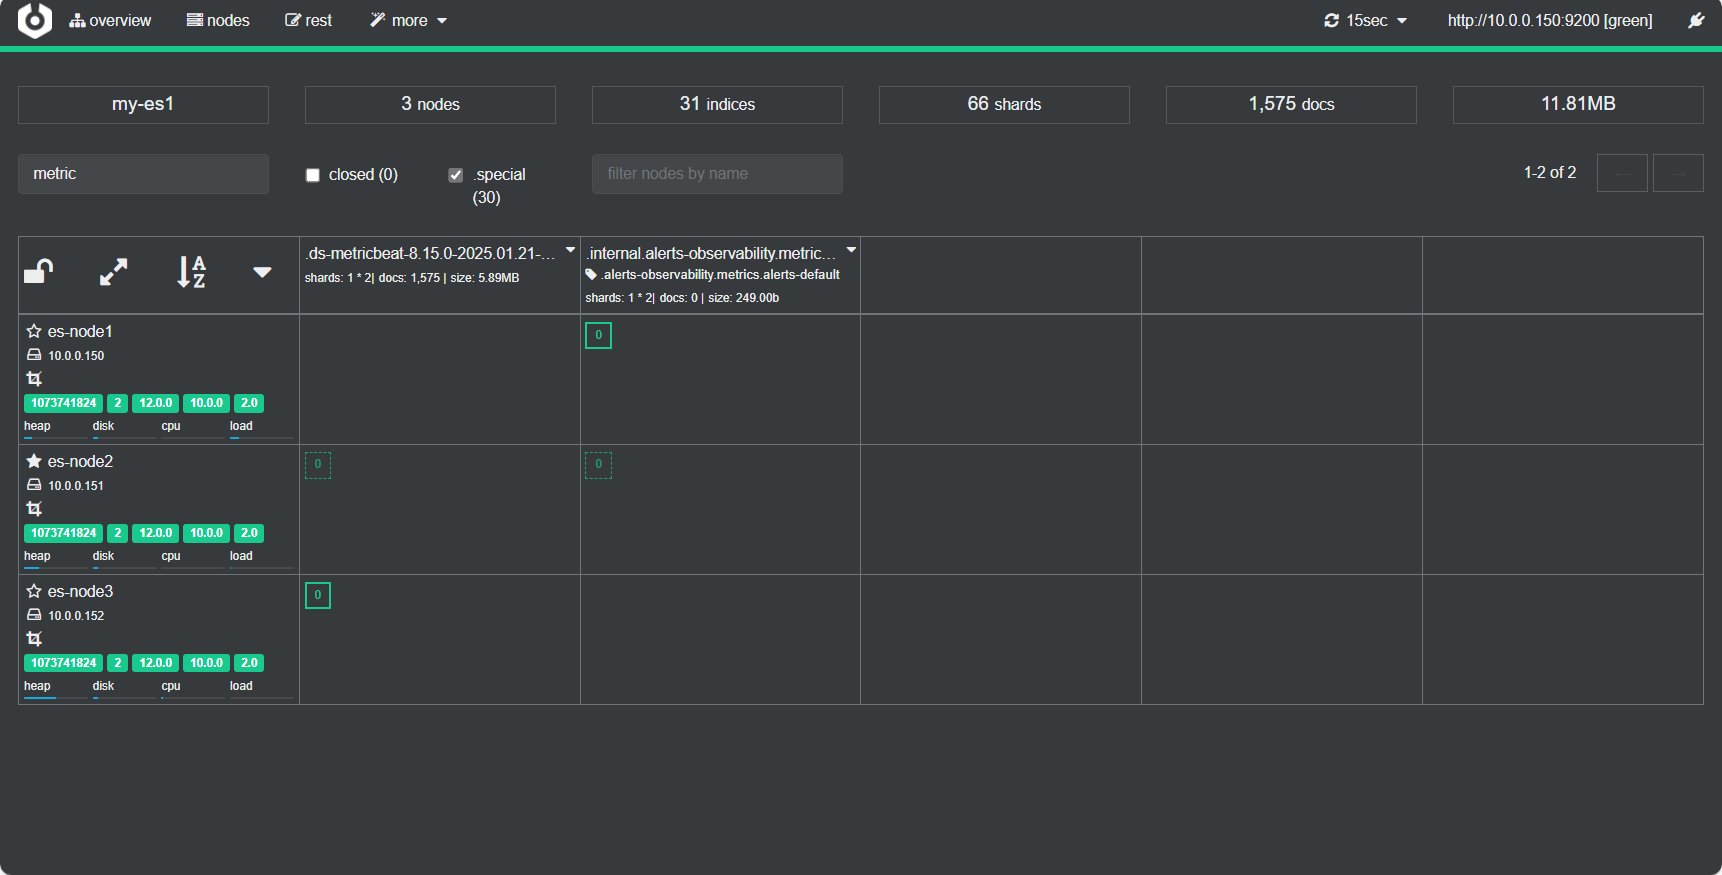 overview nodes rest more 15sec http://10.0.0.150:9200 [green]
my-es1 3 nodes 31 indices 66 shards 1,575 docs 11.81MB
metric closed (0) .special (30) filter nodes by name 1-2 of 2
.ds-metricbeat-8.15.0-2025.01.21-...
shards: 1 * 2| docs: 1,575 | size: 5.89MB
.internal.alerts-observability.metric...
.alerts-observability.metrics.alerts-default
shards: 1 * 2| docs: 0 | size: 249.00b
es-node1
10.0.0.150
1073741824 2 12.0.0 10.0.0 2.0
heap disk cpu load
0
es-node2
10.0.0.151
1073741824 2 12.0.0 10.0.0 2.0
heap disk cpu load
0 0
es-node3
10.0.0.152
1073741824 2 12.0.0 10.0.0 2.0
heap disk cpu load
0